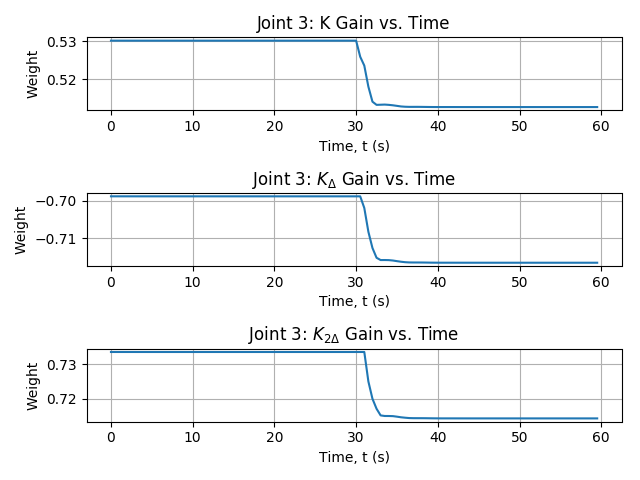 Joint 3: K Gain vs. Time
0.53
0.52
Weight
0 10 20 30 40 50 60
Time, t (s)
Joint 3: K_Δ Gain vs. Time
−0.70
−0.71
Weight
0 10 20 30 40 50 60
Time, t (s)
Joint 3: K_2Δ Gain vs. Time
0.73
0.72
Weight
0 10 20 30 40 50 60
Time, t (s)